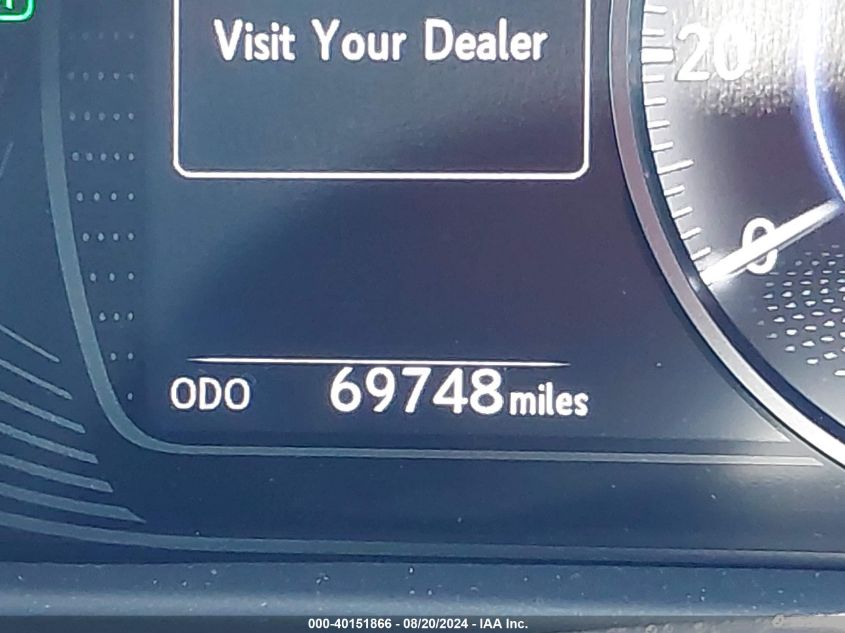 Visit Your Dealer
20
0
ODO 69748 miles
000-40151866 - 08/20/2024 - IAA Inc.